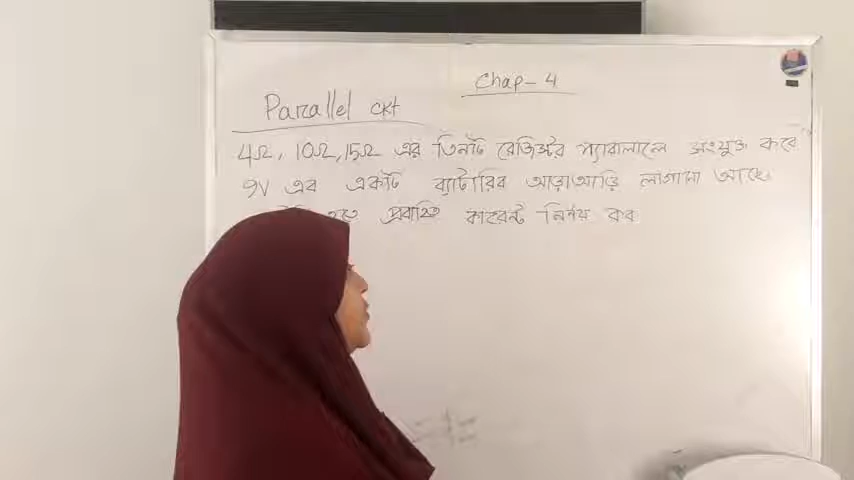 Chap-4
Parallel ckt
4Ω, 10Ω, 15Ω এর তিনটি রেজিস্টর প্যারালালে সংযুক্ত করে
9V এর একটি ব্যাটারির আড়াআড়ি লাগানো আছে।
হতে প্রবাহিত কারেন্ট নির্ণয় কর